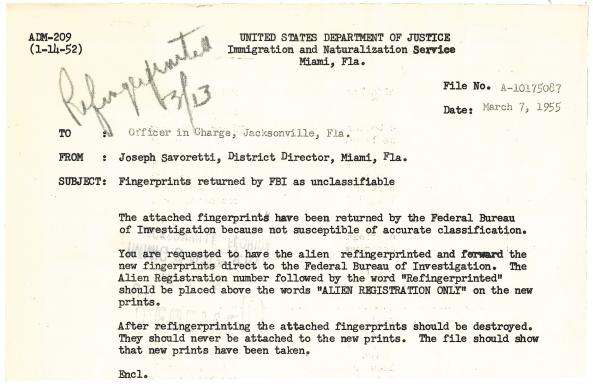 ADM-209
(1-14-52)
UNITED STATES DEPARTMENT OF JUSTICE
Immigration and Naturalization Service
Miami, Fla.
Refingerprinted
3/13
File No. A-10175087
Date: March 7, 1955
TO : Officer in Charge, Jacksonville, Fla.
FROM : Joseph Savoretti, District Director, Miami, Fla.
SUBJECT: Fingerprints returned by FBI as unclassifiable
The attached fingerprints have been returned by the Federal Bureau
of Investigation because not susceptible of accurate classification.
You are requested to have the alien refingerprinted and forward the
new fingerprints direct to the Federal Bureau of Investigation. The
Alien Registration number followed by the word "Refingerprinted"
should be placed above the words "ALIEN REGISTRATION ONLY" on the new
prints.
After refingerprinting the attached fingerprints should be destroyed.
They should never be attached to the new prints. The file should show
that new prints have been taken.
Encl.